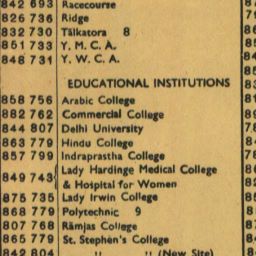 842 693 Racecourse
826 736 Ridge
832 730 Tālkatora 8
851 733 Y. M. C. A.
848 731 Y. W. C. A.
EDUCATIONAL INSTITUTIONS
858 756 Arabic College
882 762 Commercial College
844 807 Delhi University
863 779 Hindu College
857 799 Indraprastha College
849 743 Lady Hardinge Medical College
& Hospital for Women
875 735 Lady Irwin College
868 779 Polytechnic 9
807 768 Rāmjas College
865 779 St. Stephen's College
842 804 " " (New Site)